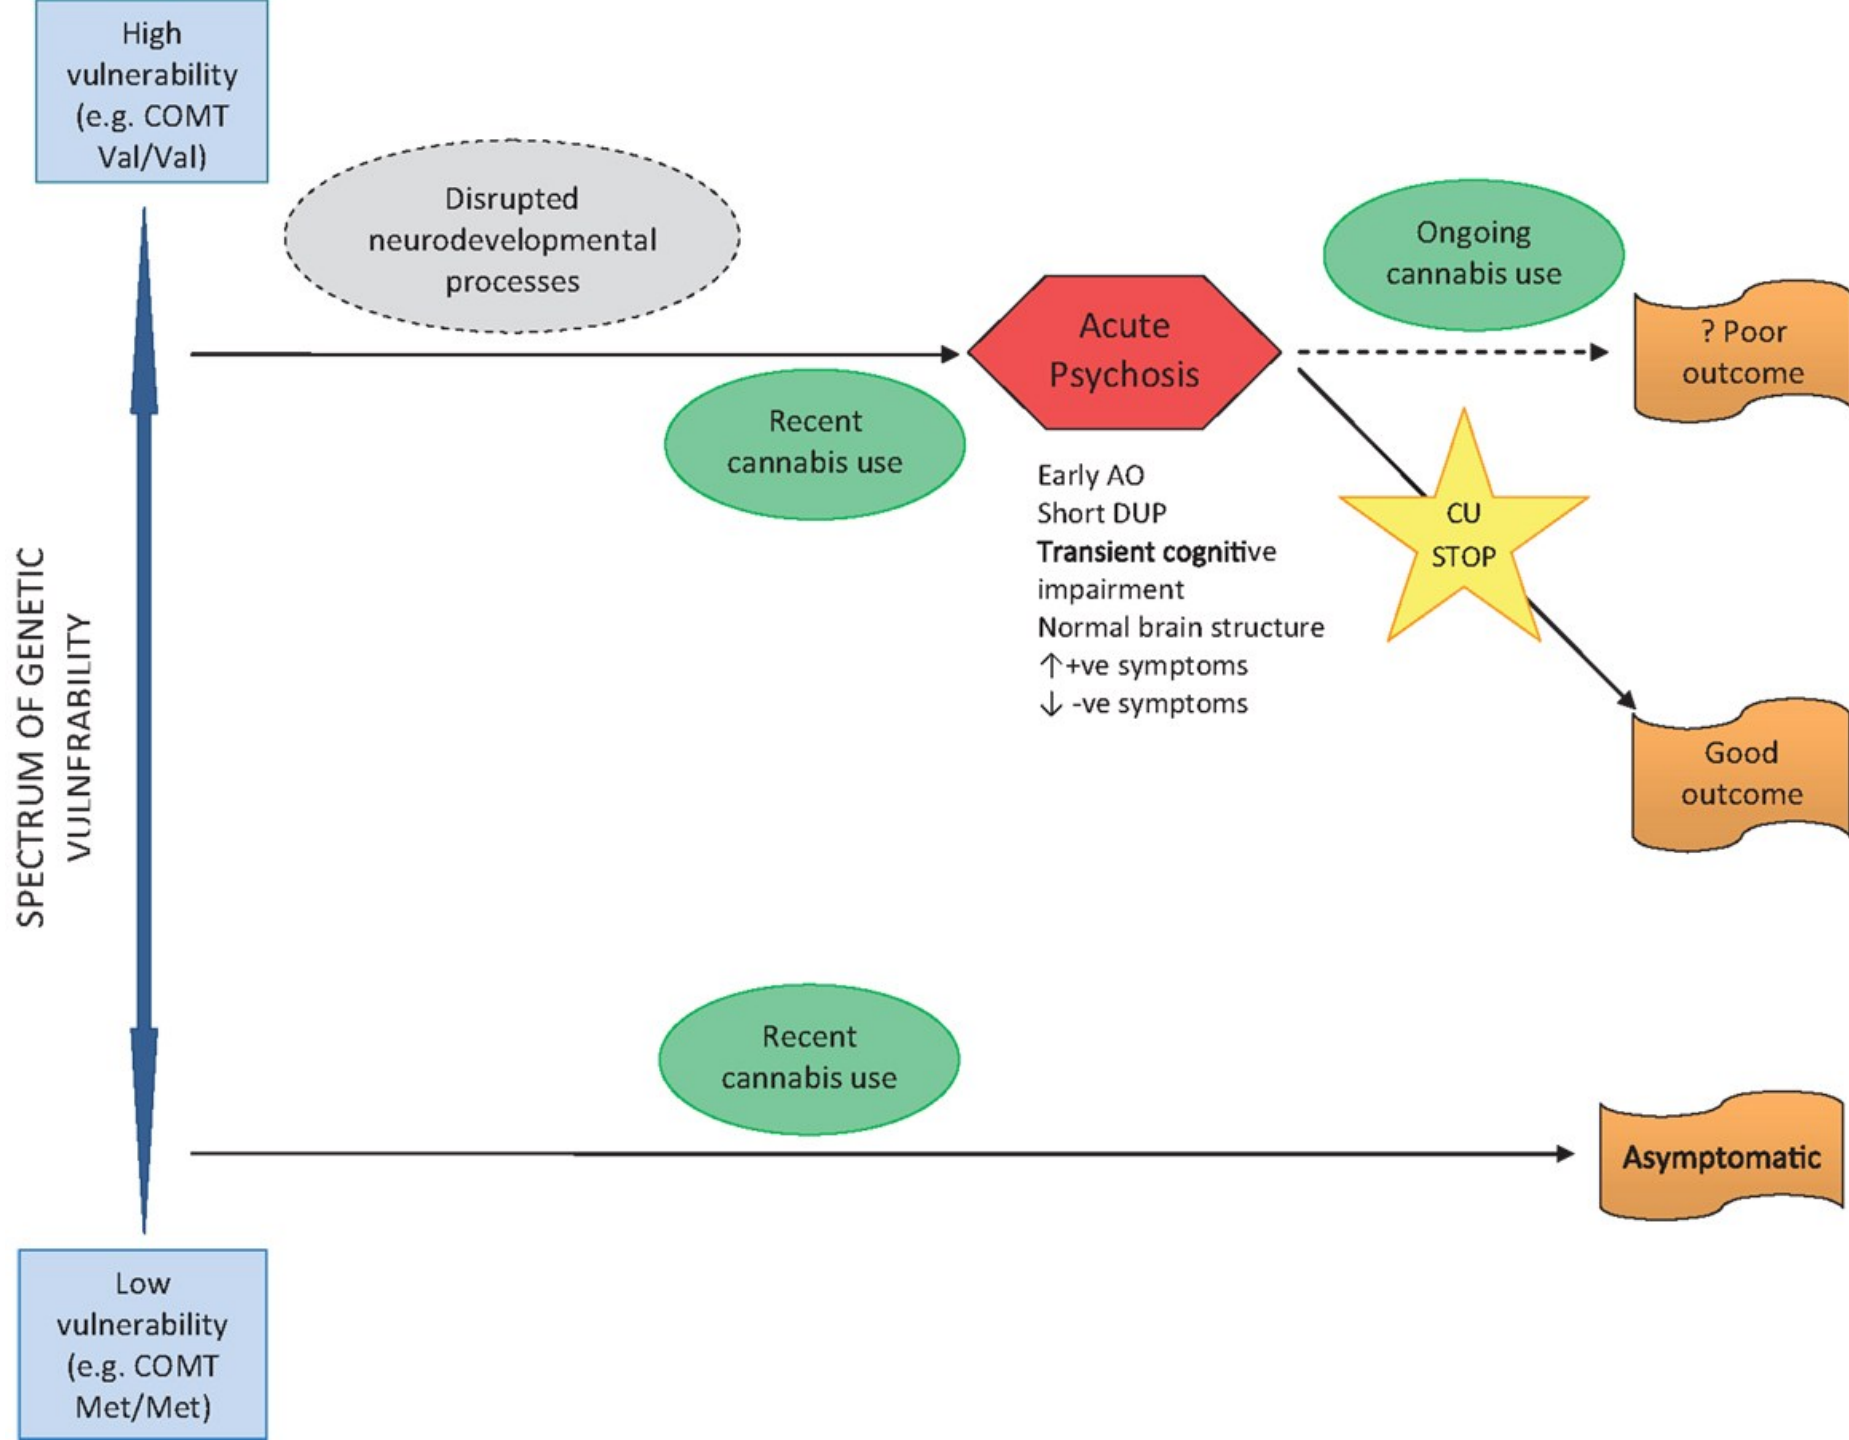 High
vulnerability
(e.g. COMT
Val/Val)
Disrupted
neurodevelopmental
processes
Ongoing
cannabis use
Acute
Psychosis
? Poor
outcome
Recent
cannabis use
Early AO
Short DUP
Transient cognitive
impairment
Normal brain structure
↑+ve symptoms
↓ -ve symptoms
CU
STOP
Good
outcome
SPECTRUM OF GENETIC
VULNFRABILITY
Recent
cannabis use
Asymptomatic
Low
vulnerability
(e.g. COMT
Met/Met)